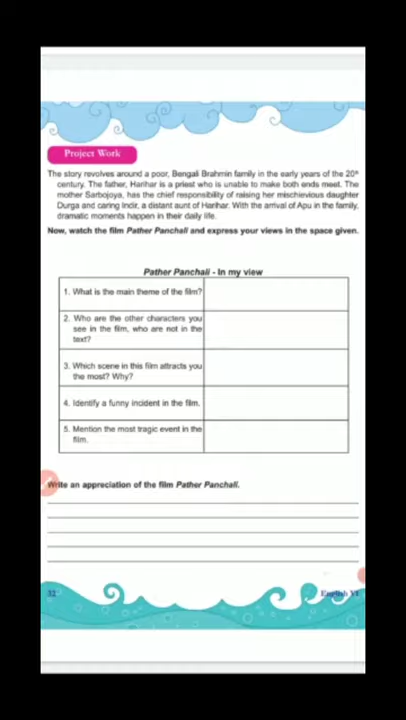 Project Work
The story revolves around a poor, Bengali Brahmin family in the early years of the 20th
century. The father, Harihar is a priest who is unable to make both ends meet. The
mother Sarbojoya, has the chief responsibility of raising her mischievious daughter
Durga and caring Indir, a distant aunt of Harihar. With the arrival of Apu in the family,
dramatic moments happen in their daily life.
Now, watch the film Pather Panchali and express your views in the space given.
Pather Panchali - In my view
1. What is the main theme of the film?
2. Who are the other characters you
see in the film, who are not in the
text?
3. Which scene in this film attracts you
the most? Why?
4. Identify a funny incident in the film.
5. Mention the most tragic event in the
film.
Write an appreciation of the film Pather Panchali.
32
English VI